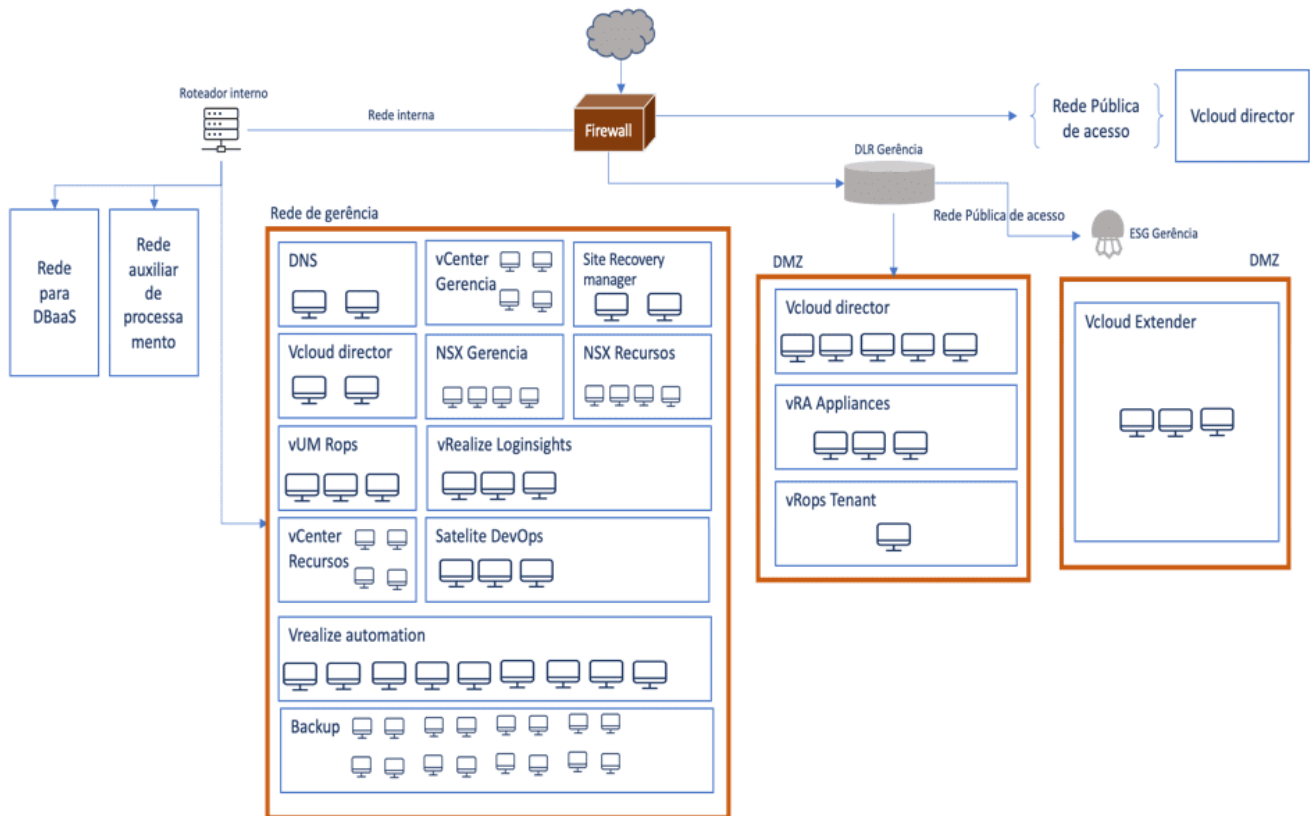 Roteador interno
Rede interna
Firewall
Rede Pública
de acesso
Vcloud director
DLR Gerência
Rede Pública de acesso
ESG Gerência
Rede
para
DBaaS
Rede
auxiliar
de
processa
mento
Rede de gerência
DNS
vCenter
Gerencia
Site Recovery
manager
Vcloud director
NSX Gerencia
NSX Recursos
vUM Rops
vRealize Loginsights
vCenter
Recursos
Satelite DevOps
Vrealize automation
Backup
DMZ
Vcloud director
vRA Appliances
vRops Tenant
DMZ
Vcloud Extender